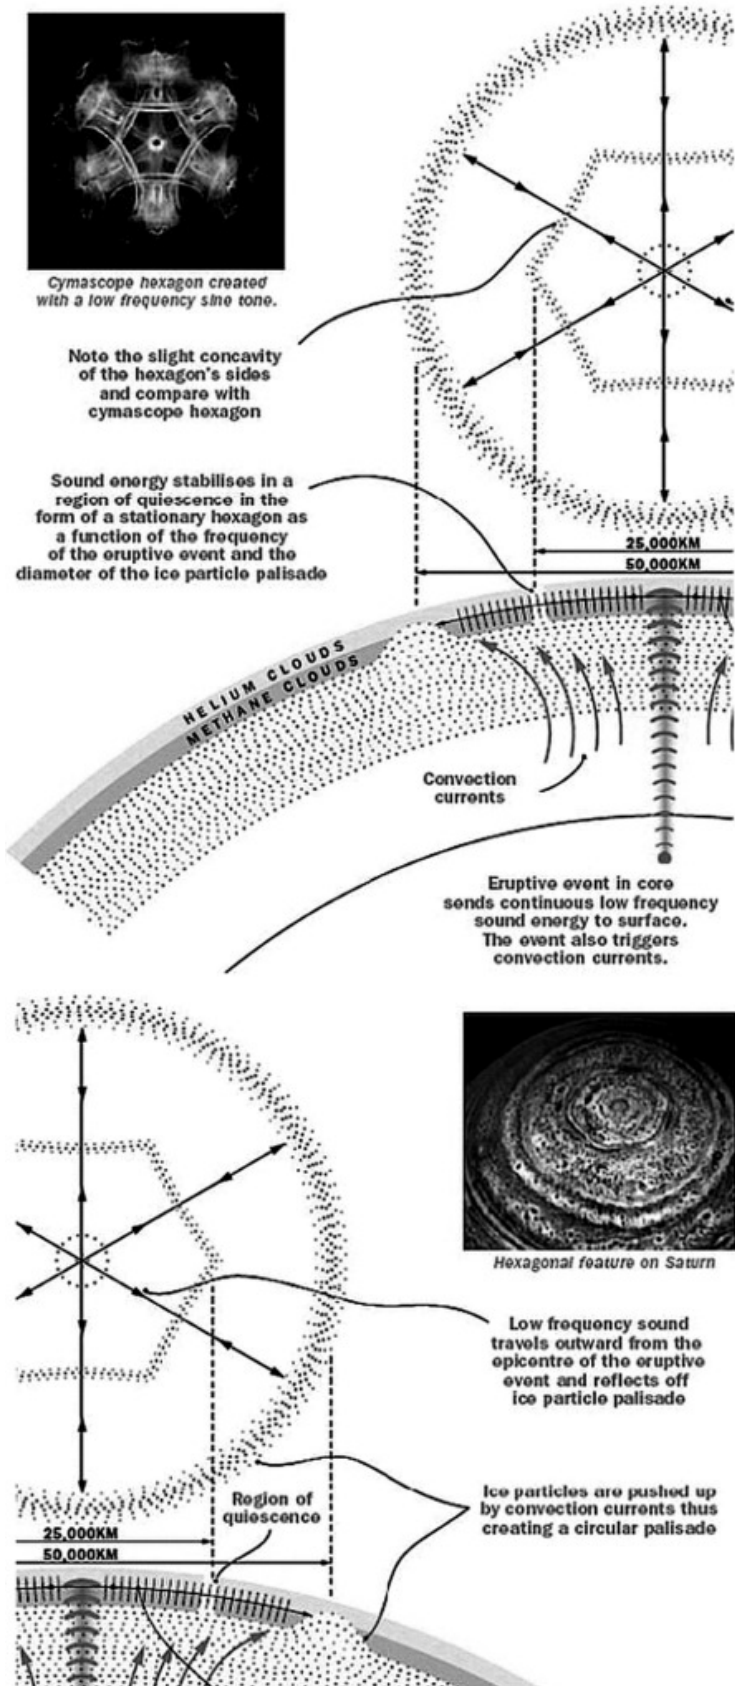 Cymascope hexagon created
with a low frequency sine tone.
Note the slight concavity
of the hexagon's sides
and compare with
cymascope hexagon
Sound energy stabilises in a
region of quiescence in the
form of a stationary hexagon as
a function of the frequency
of the eruptive event and the
diameter of the ice particle palisade
25,000KM
50,000KM
HELIUM CLOUDS
METHANE CLOUDS
Convection
currents
Eruptive event in core
sends continuous low frequency
sound energy to surface.
The event also triggers
convection currents.
Hexagonal feature on Saturn
Low frequency sound
travels outward from the
epicentre of the eruptive
event and reflects off
ice particle palisade
Region of
quiescence
Ice particles are pushed up
by convection currents thus
creating a circular palisade
25,000KM
50,000KM